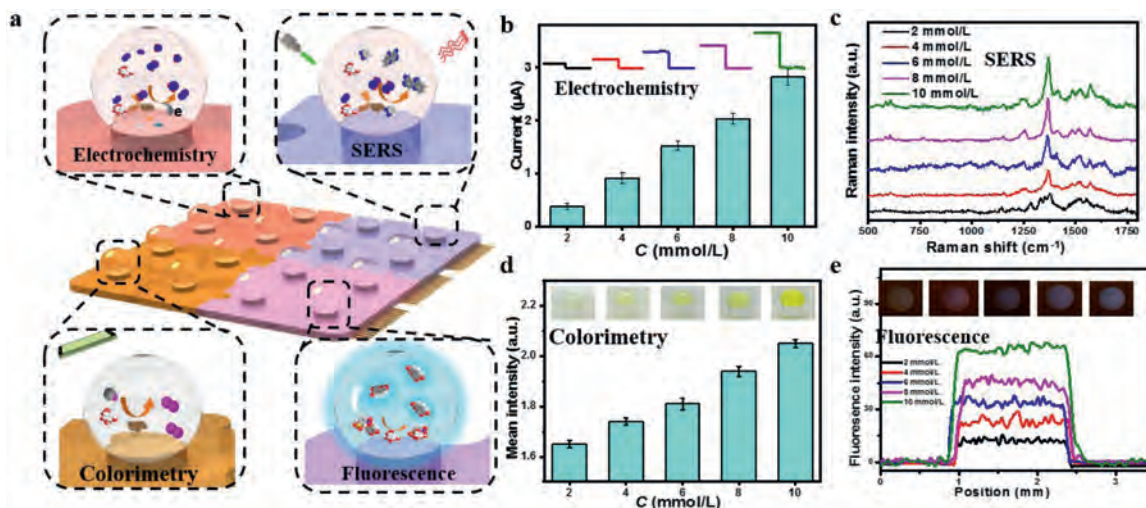 a
Electrochemistry
e
SERS
Colorimetry
Fluorescence
b
Electrochemistry
Current (µA)
3
2
1
0
2 4 6 8 10
C (mmol/L)
c
2 mmol/L
4 mmol/L
6 mmol/L
8 mmol/L
10 mmol/L
SERS
Raman intensity (a.u.)
500 750 1000 1250 1500 1750
Raman shift (cm⁻¹)
d
Colorimetry
Mean intensity (a.u.)
2.2
2.0
1.8
1.6
2 4 6 8 10
C (mmol/L)
e
Fluorescence
Fluorescence intensity (a.u.)
90
60
30
0
2 mmol/L
4 mmol/L
6 mmol/L
8 mmol/L
10 mmol/L
0 1 2 3
Position (mm)